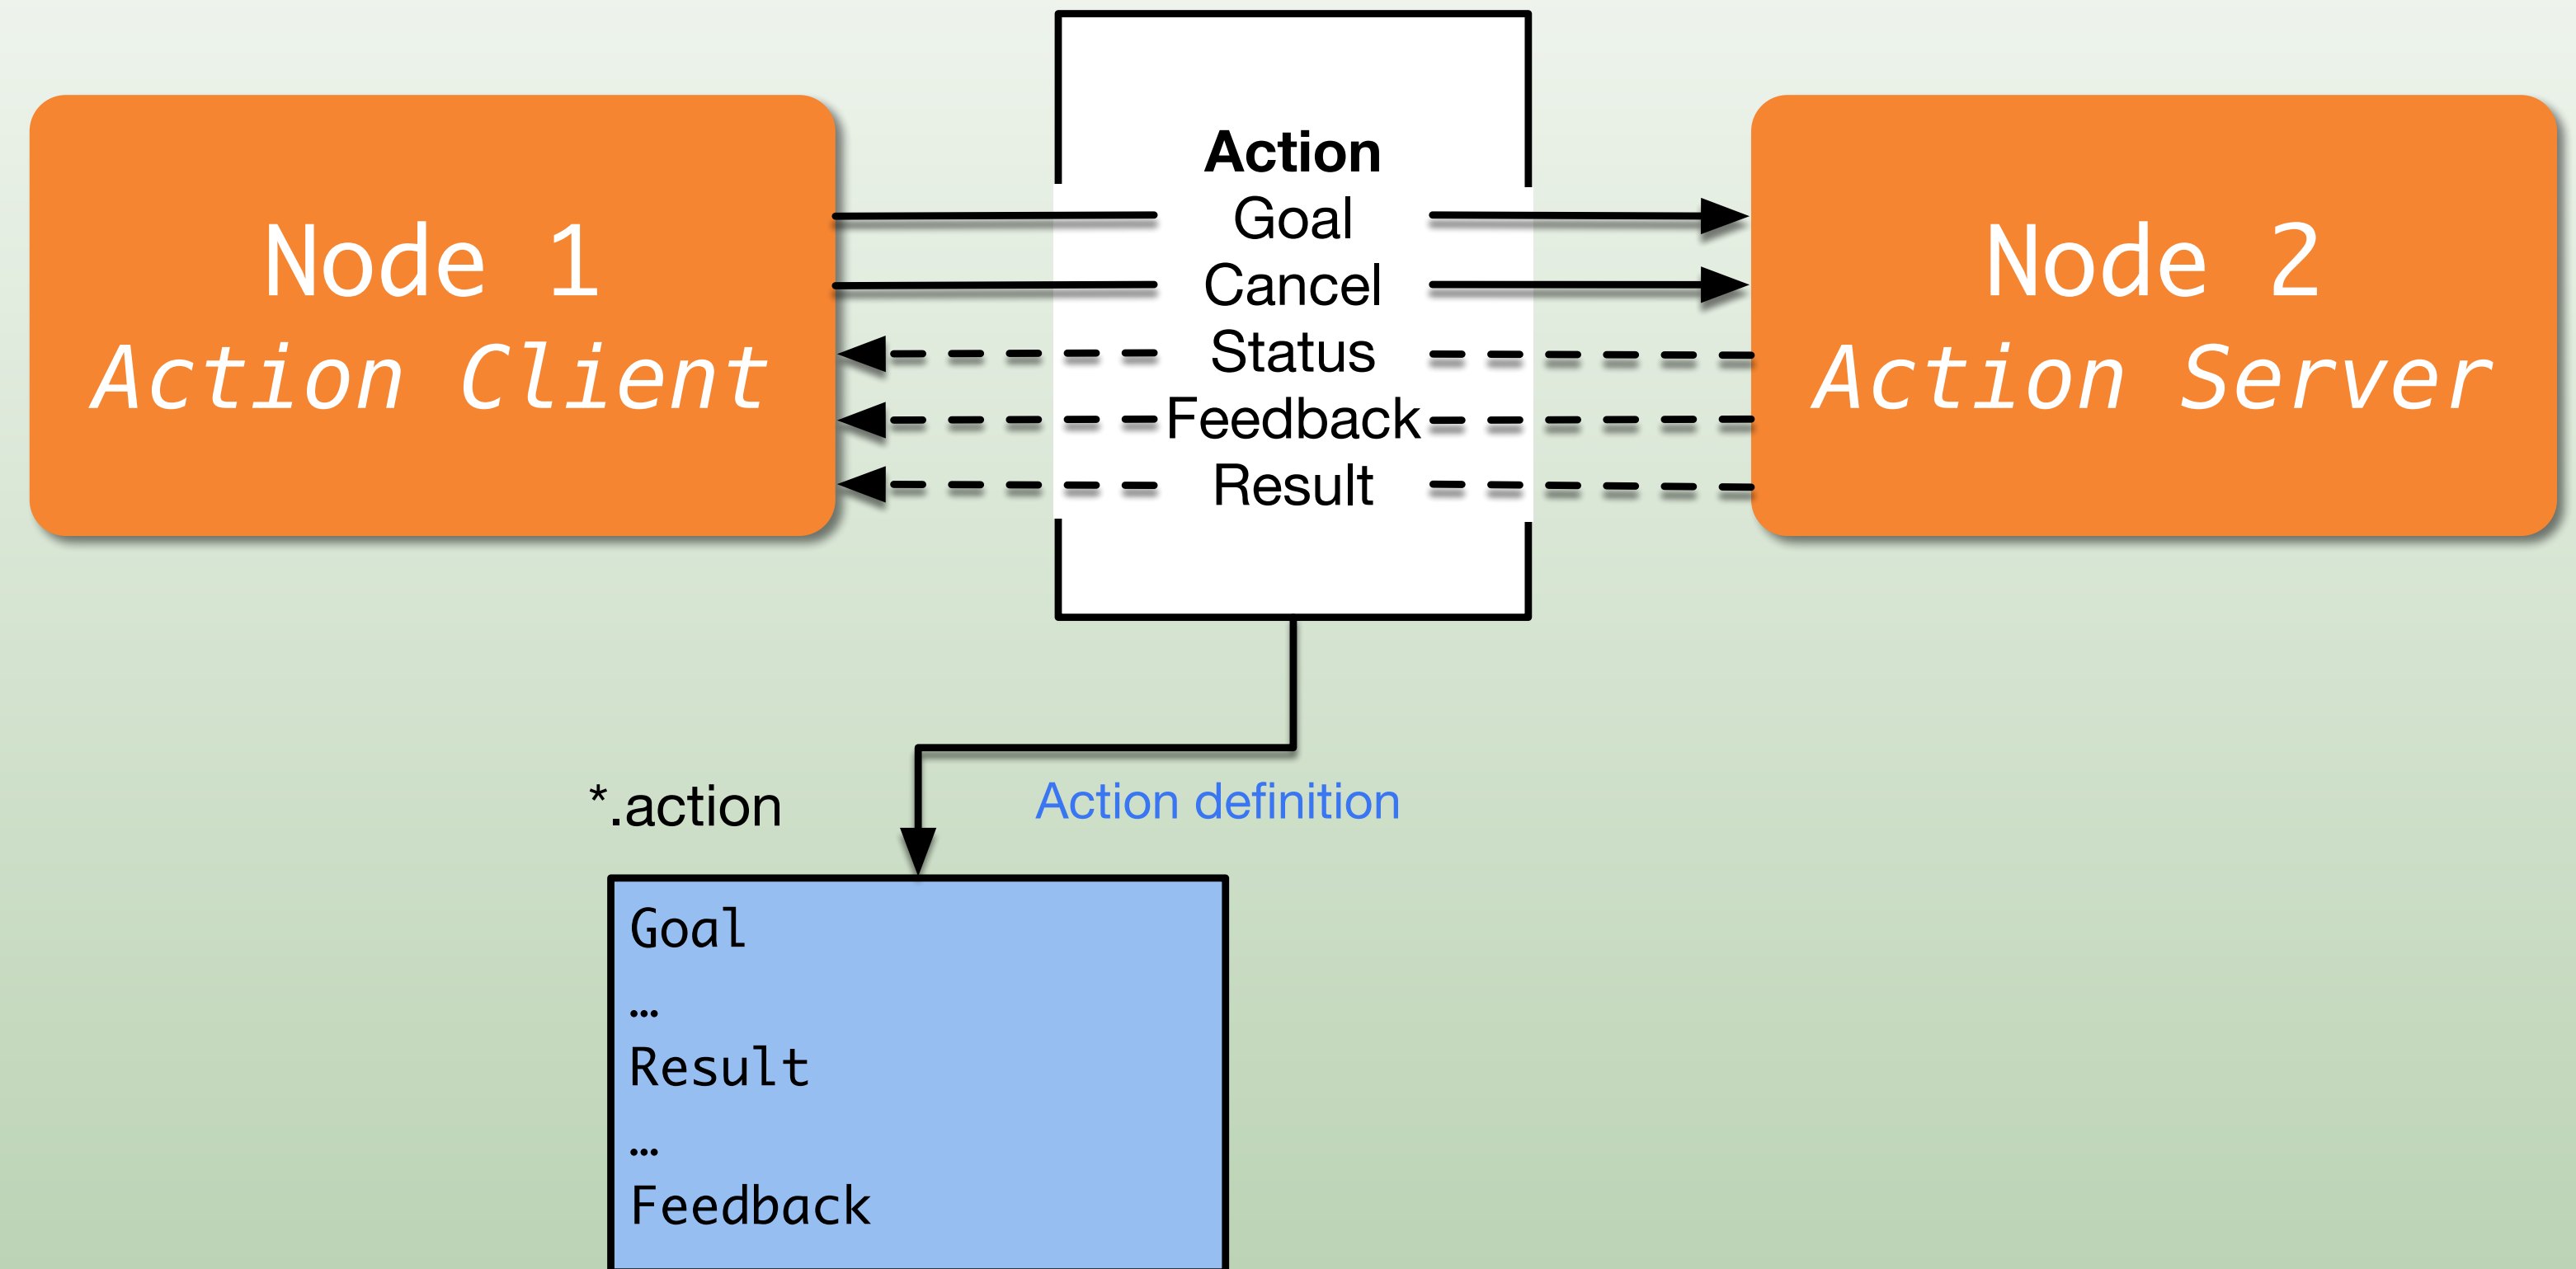 Node 1
Action Client
Action
Goal
Cancel
Status
Feedback
Result
Node 2
Action Server
*.action
Action definition
Goal
…
Result
…
Feedback